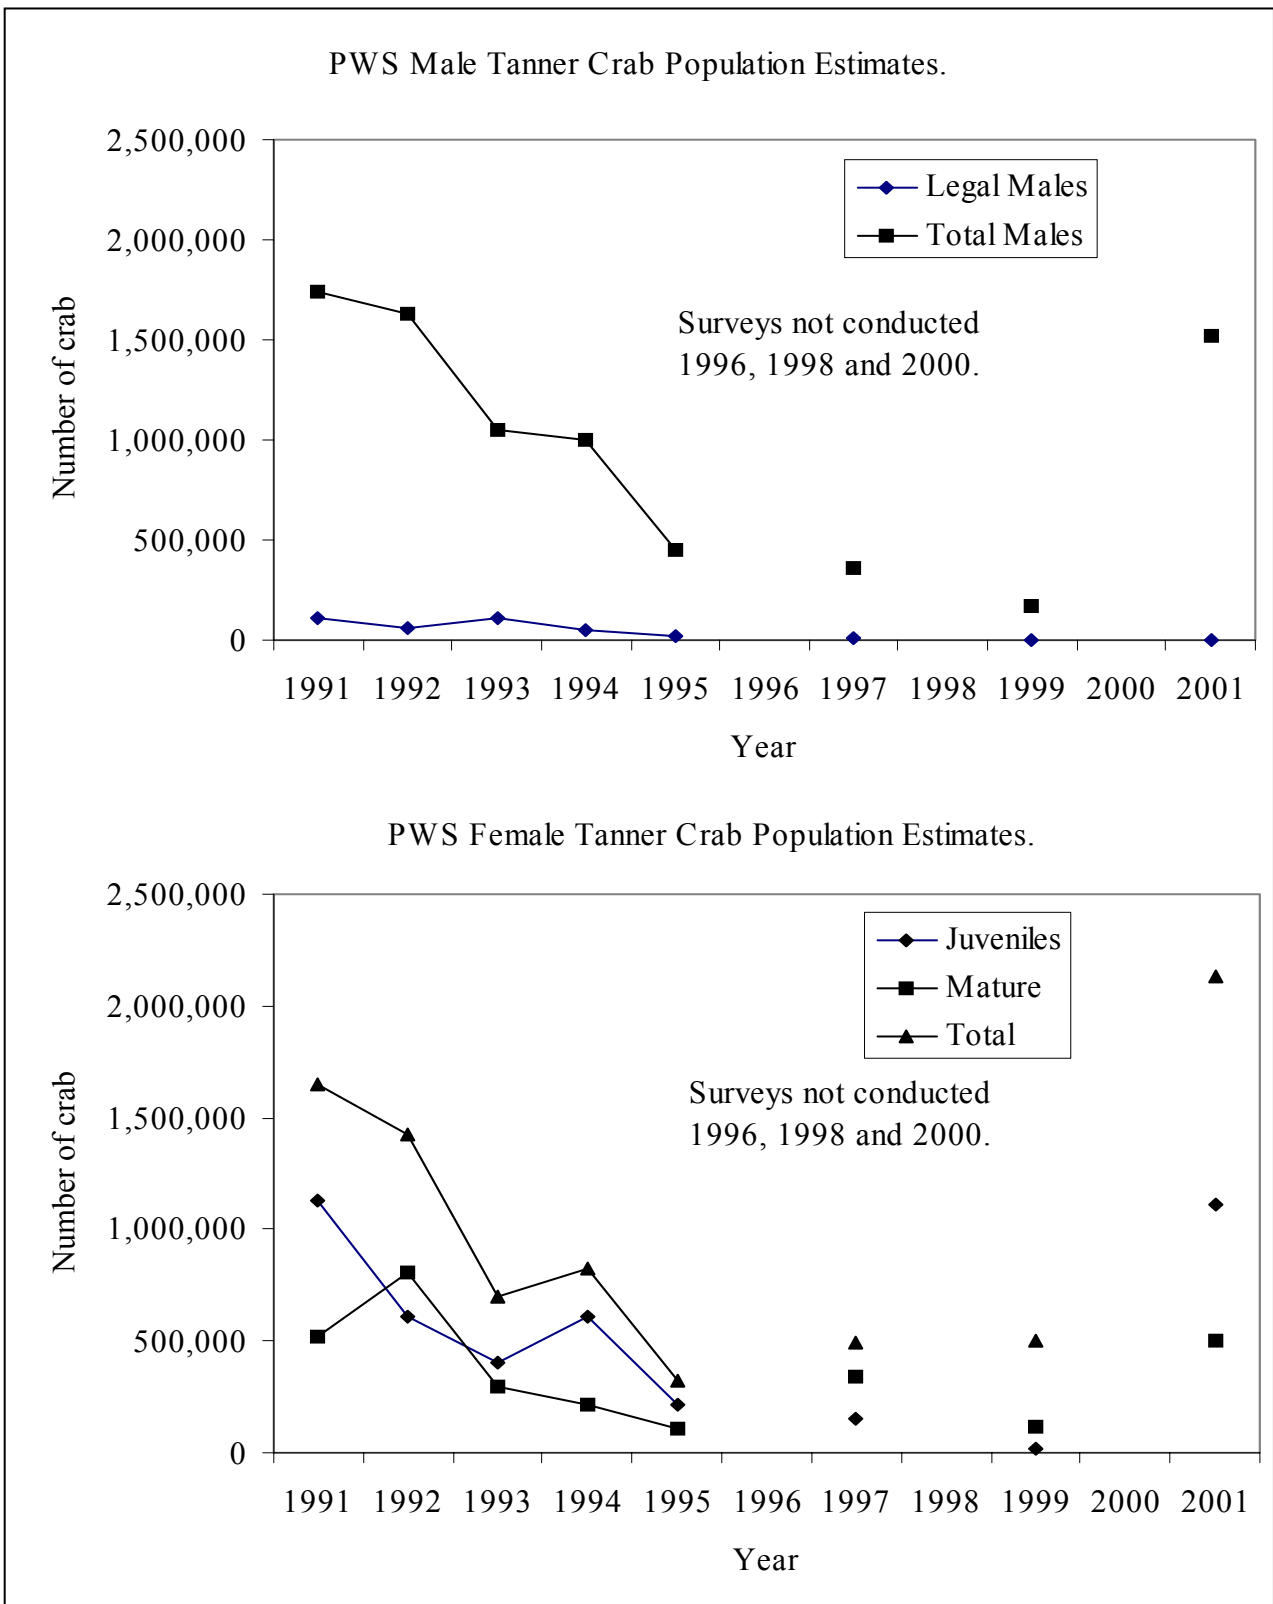 PWS Male Tanner Crab Population Estimates.
2,500,000
Legal Males
2,000,000
Total Males
Number of crab
Surveys not conducted
1996, 1998 and 2000.
1,500,000
1,000,000
500,000
0
1991 1992 1993 1994 1995 1996 1997 1998 1999 2000 2001
Year
PWS Female Tanner Crab Population Estimates.
2,500,000
Juveniles
Mature
2,000,000
Total
Number of crab
Surveys not conducted
1996, 1998 and 2000.
1,500,000
1,000,000
500,000
0
1991 1992 1993 1994 1995 1996 1997 1998 1999 2000 2001
Year